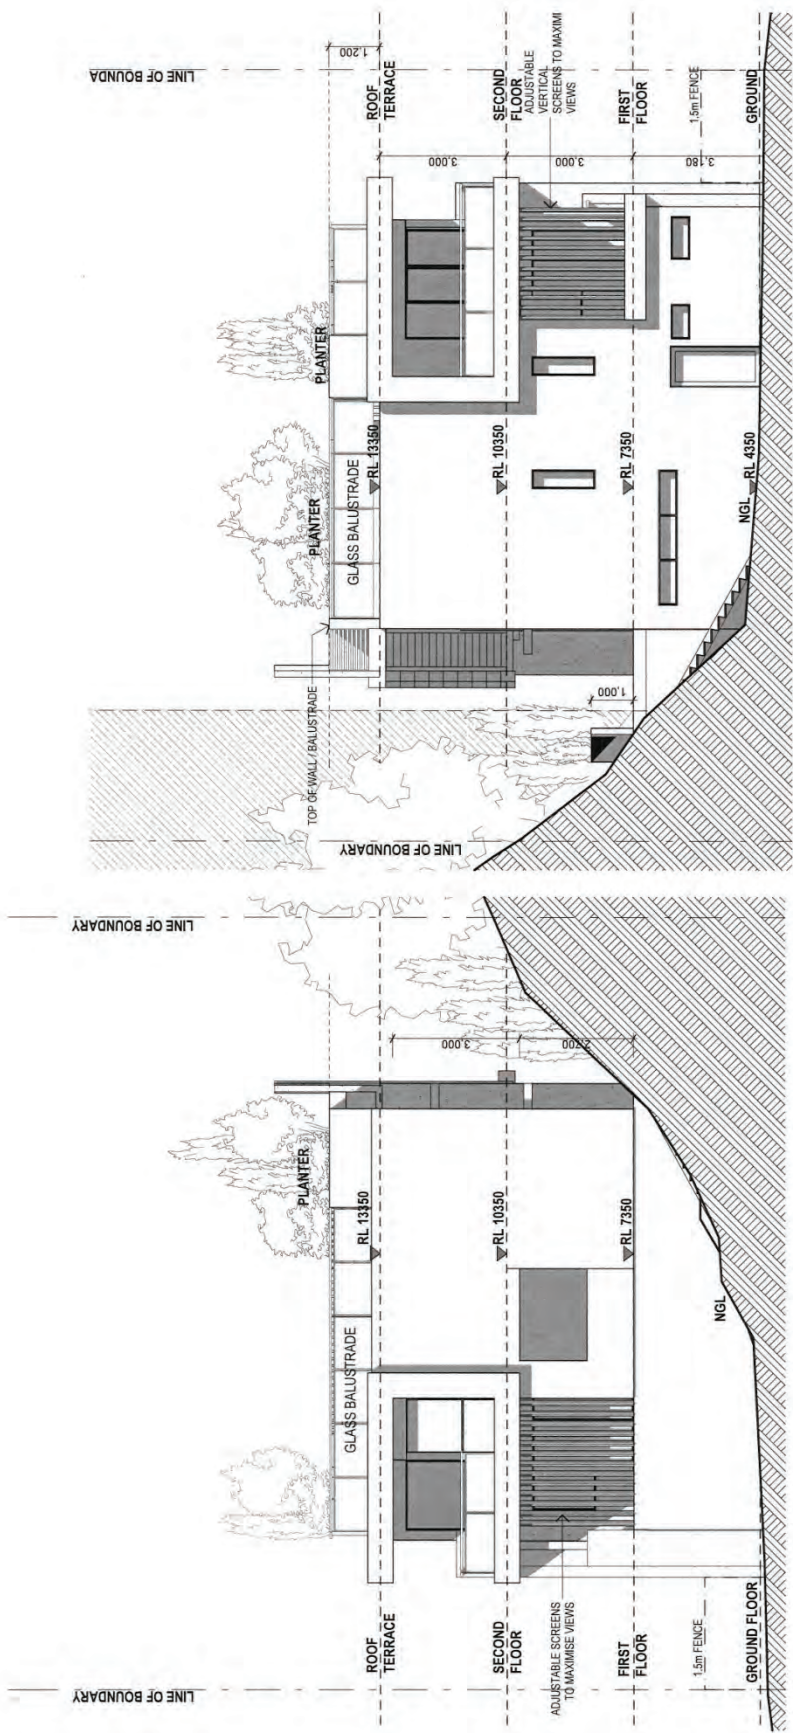 LINE OF BOUNDA
1,200
ROOF
TERRACE
SECOND
FLOOR
ADJUSTABLE
VERTICAL
SCREENS TO MAXIMI
VIEWS
FIRST
FLOOR
1.5m FENCE
GROUND
3,000
3,000
3,180
PLANTER
PLANTER
GLASS BALUSTRADE
RL 13350
RL 10350
RL 7350
NGL
RL 4350
TOP OF WALL / BALUSTRADE
1,000
LINE OF BOUNDARY
LINE OF BOUNDARY
3,000
2,700
PLANTER
RL 13350
RL 10350
RL 7350
NGL
GLASS BALUSTRADE
ADJUSTABLE SCREENS
TO MAXIMISE VIEWS
ROOF
TERRACE
SECOND
FLOOR
FIRST
FLOOR
1.5m FENCE
GROUND FLOOR
LINE OF BOUNDARY